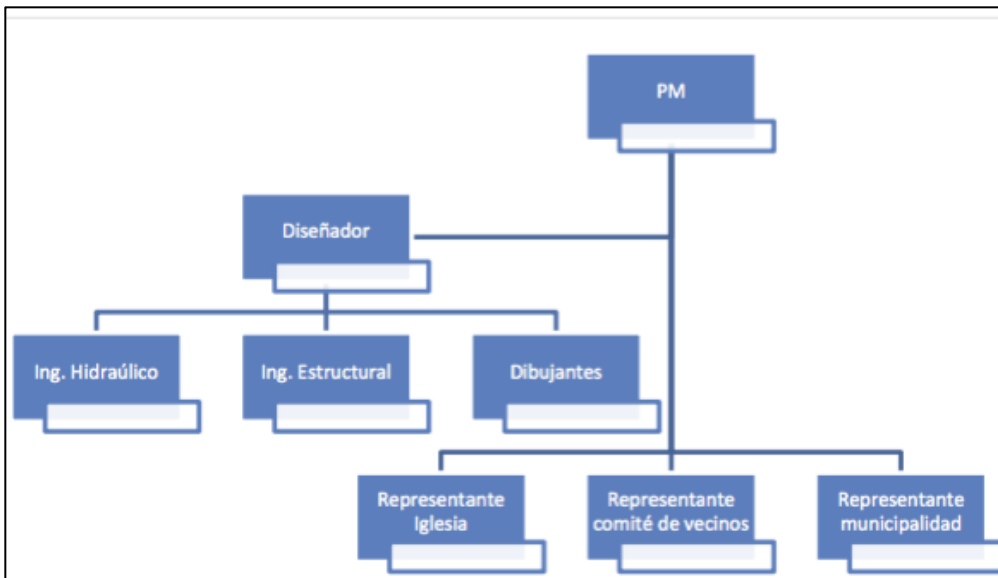 PM
Diseñador
Ing. Hidraúlico
Ing. Estructural
Dibujantes
Representante
Iglesia
Representante
comité de vecinos
Representante
municipalidad